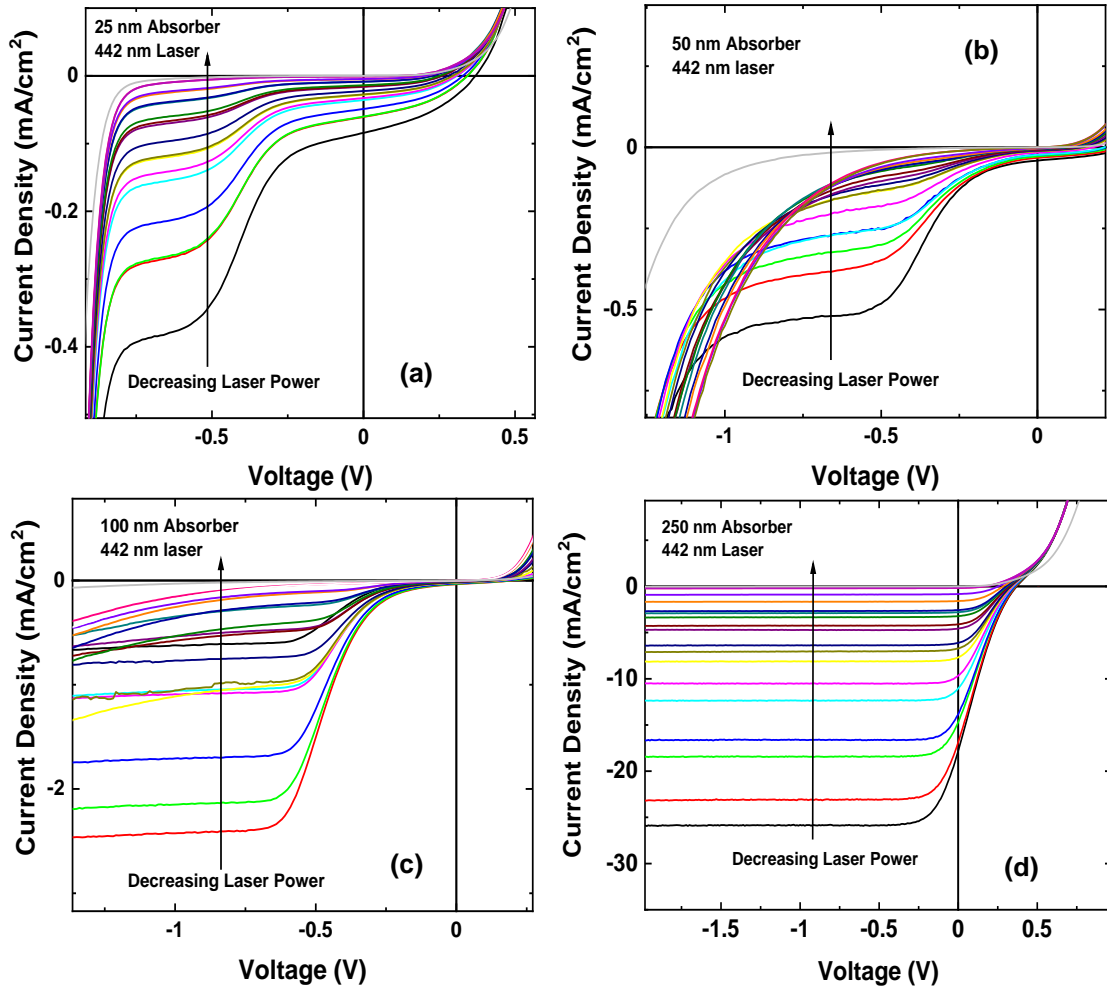 25 nm Absorber
442 nm Laser
0
-0.2
-0.4
Current Density (mA/cm²)
Decreasing Laser Power
(a)
-0.5
0
0.5
Voltage (V)
50 nm Absorber
442 nm laser
(b)
0
-0.5
Current Density (mA/cm²)
Decreasing Laser Power
-1
-0.5
0
Voltage (V)
100 nm Absorber
442 nm laser
0
-2
Current Density (mA/cm²)
Decreasing Laser Power
(c)
-1
-0.5
0
Voltage (V)
250 nm Absorber
442 nm Laser
0
-10
-20
-30
Current Density (mA/cm²)
Decreasing Laser Power
(d)
-1.5
-1
-0.5
0
0.5
Voltage (V)